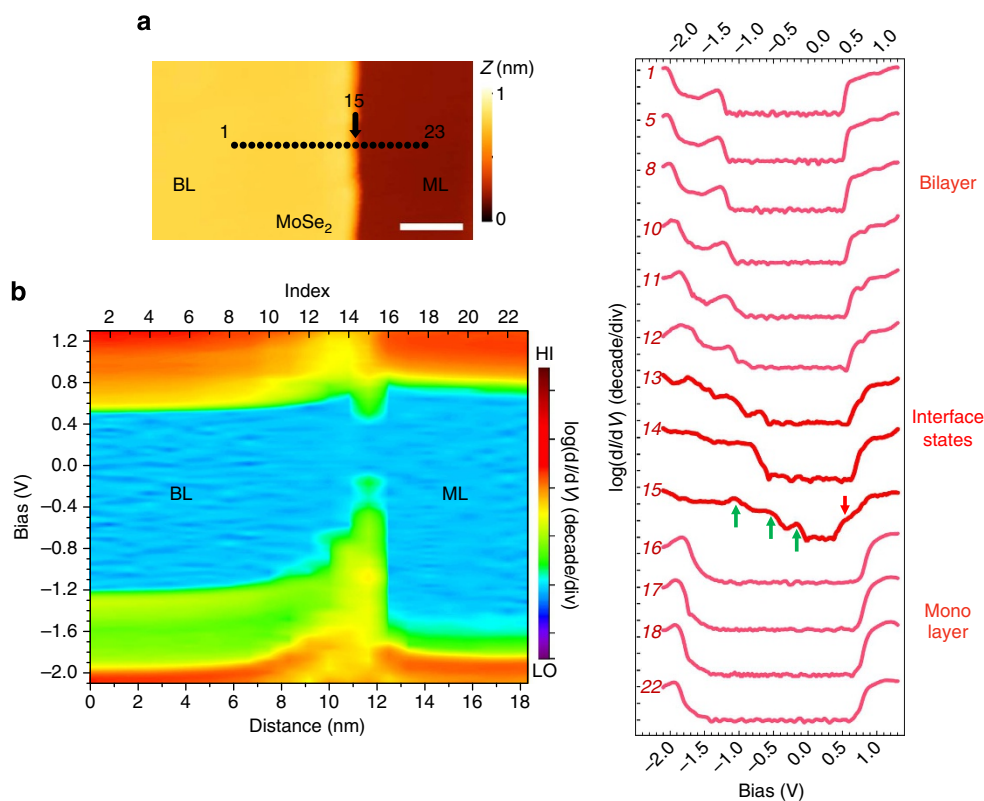 a
Z (nm)
1
0
1
15
23
BL
ML
MoSe2
b
Index
2 4 6 8 10 12 14 16 18 20 22
1.2
0.8
0.4
0.0
−0.4
−0.8
−1.2
−1.6
−2.0
Bias (V)
BL
ML
0 2 4 6 8 10 12 14 16 18
Distance (nm)
HI
LO
log(dI/dV) (decade/div)
−2.0 −1.5 −1.0 −0.5 0.0 0.5 1.0
1
5
8
10
11
12
13
14
15
16
17
18
22
log(dI/dV) (decade/div)
Bilayer
Interface
states
Mono
layer
−2.0 −1.5 −1.0 −0.5 0.0 0.5 1.0
Bias (V)